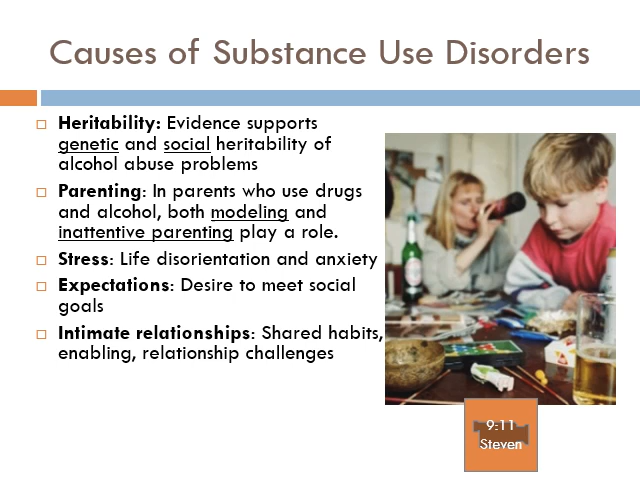 Causes of Substance Use Disorders
Heritability: Evidence supports
genetic and social heritability of
alcohol abuse problems
Parenting: In parents who use drugs
and alcohol, both modeling and
inattentive parenting play a role.
Stress: Life disorientation and anxiety
Expectations: Desire to meet social
goals
Intimate relationships: Shared habits,
enabling, relationship challenges
9-11
Steven